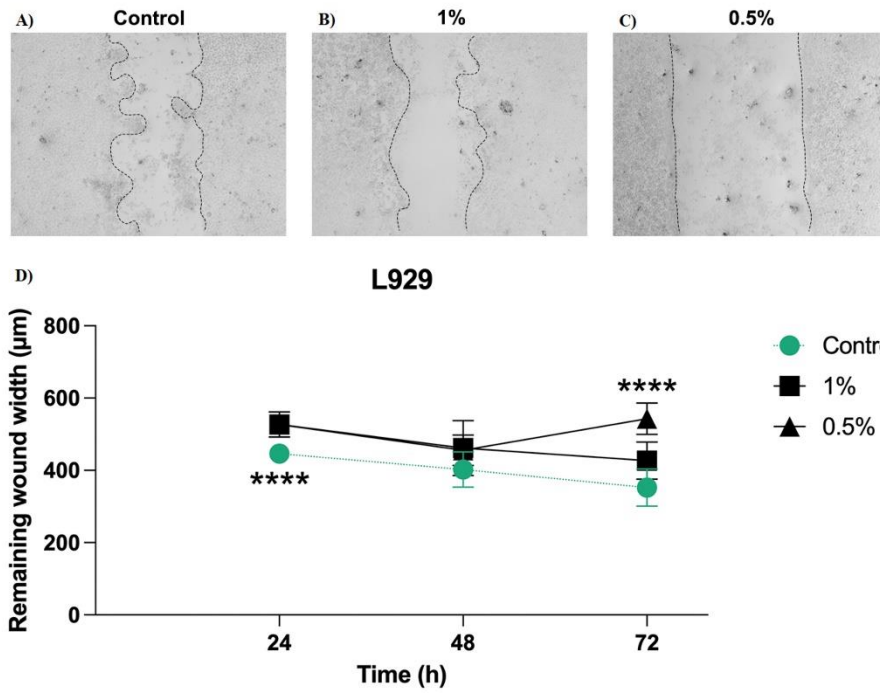 A) Control B) 1% C) 0.5%
D)
L929
Remaining wound width (µm)
800
600
400
200
0
24 48 72
Time (h)
****
****
Contr
1%
0.5%